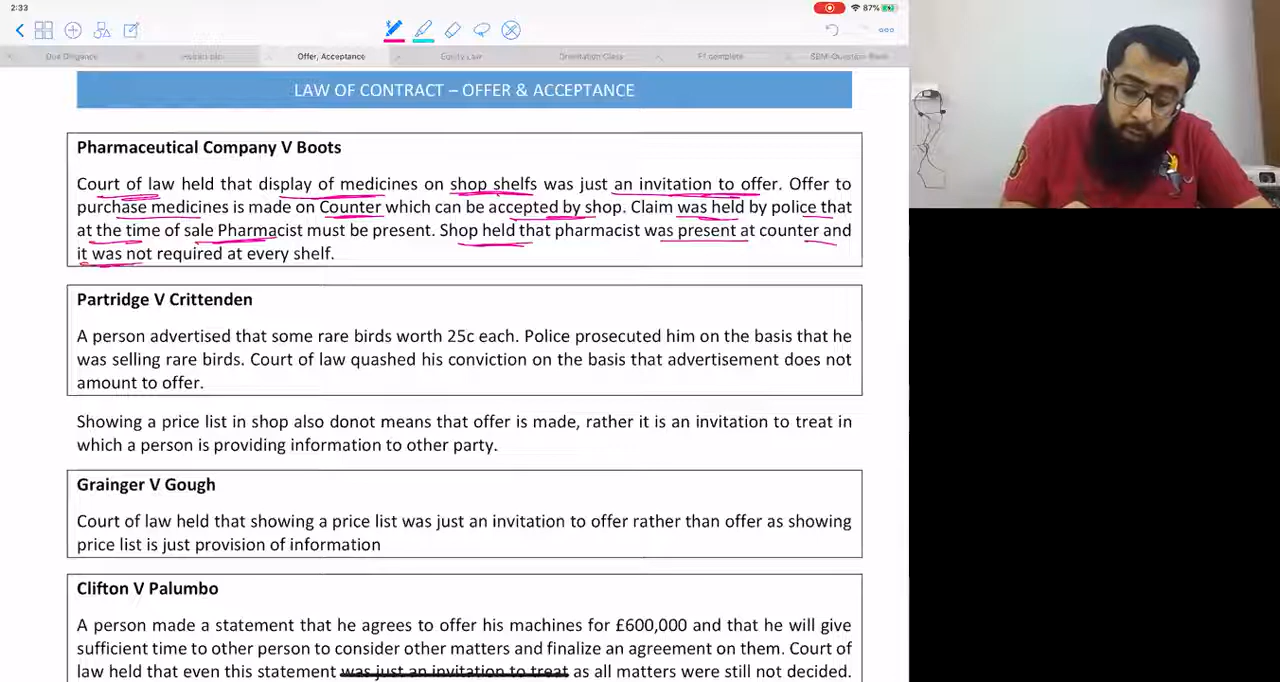 2:33
87%
Due Diligence
Offer, Acceptance
Equity Law
Orientation Class
F1 complete
SBM-Question Bank
LAW OF CONTRACT – OFFER & ACCEPTANCE
Pharmaceutical Company V Boots
Court of law held that display of medicines on shop shelfs was just an invitation to offer. Offer to
purchase medicines is made on Counter which can be accepted by shop. Claim was held by police that
at the time of sale Pharmacist must be present. Shop held that pharmacist was present at counter and
it was not required at every shelf.
Partridge V Crittenden
A person advertised that some rare birds worth 25c each. Police prosecuted him on the basis that he
was selling rare birds. Court of law quashed his conviction on the basis that advertisement does not
amount to offer.
Showing a price list in shop also donot means that offer is made, rather it is an invitation to treat in
which a person is providing information to other party.
Grainger V Gough
Court of law held that showing a price list was just an invitation to offer rather than offer as showing
price list is just provision of information
Clifton V Palumbo
A person made a statement that he agrees to offer his machines for £600,000 and that he will give
sufficient time to other person to consider other matters and finalize an agreement on them. Court of
law held that even this statement was just an invitation to treat as all matters were still not decided.